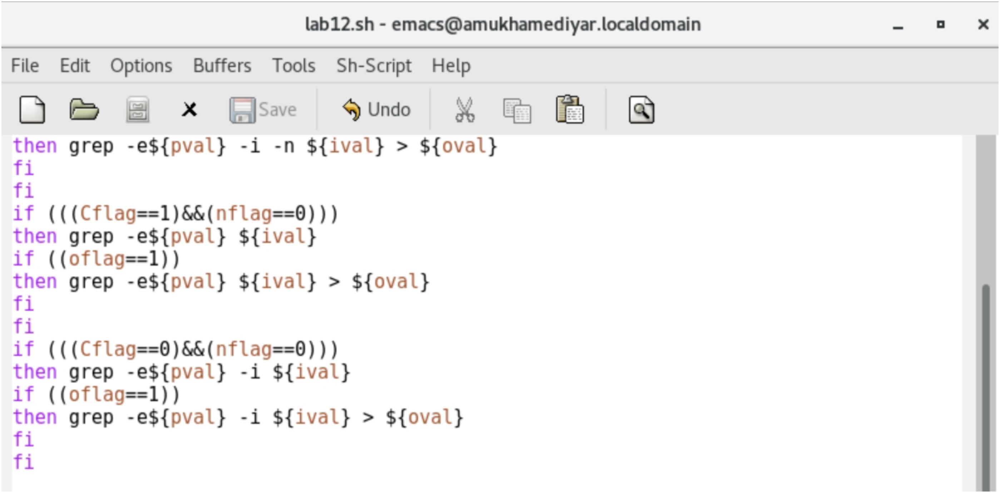 lab12.sh - emacs@amukhamediyar.localdomain
File Edit Options Buffers Tools Sh-Script Help
Save Undo
then grep -e${pval} -i -n ${ival} > ${oval}
fi
fi
if (((Cflag==1)&&(nflag==0)))
then grep -e${pval} ${ival}
if ((oflag==1))
then grep -e${pval} ${ival} > ${oval}
fi
fi
if (((Cflag==0)&&(nflag==0)))
then grep -e${pval} -i ${ival}
if ((oflag==1))
then grep -e${pval} -i ${ival} > ${oval}
fi
fi